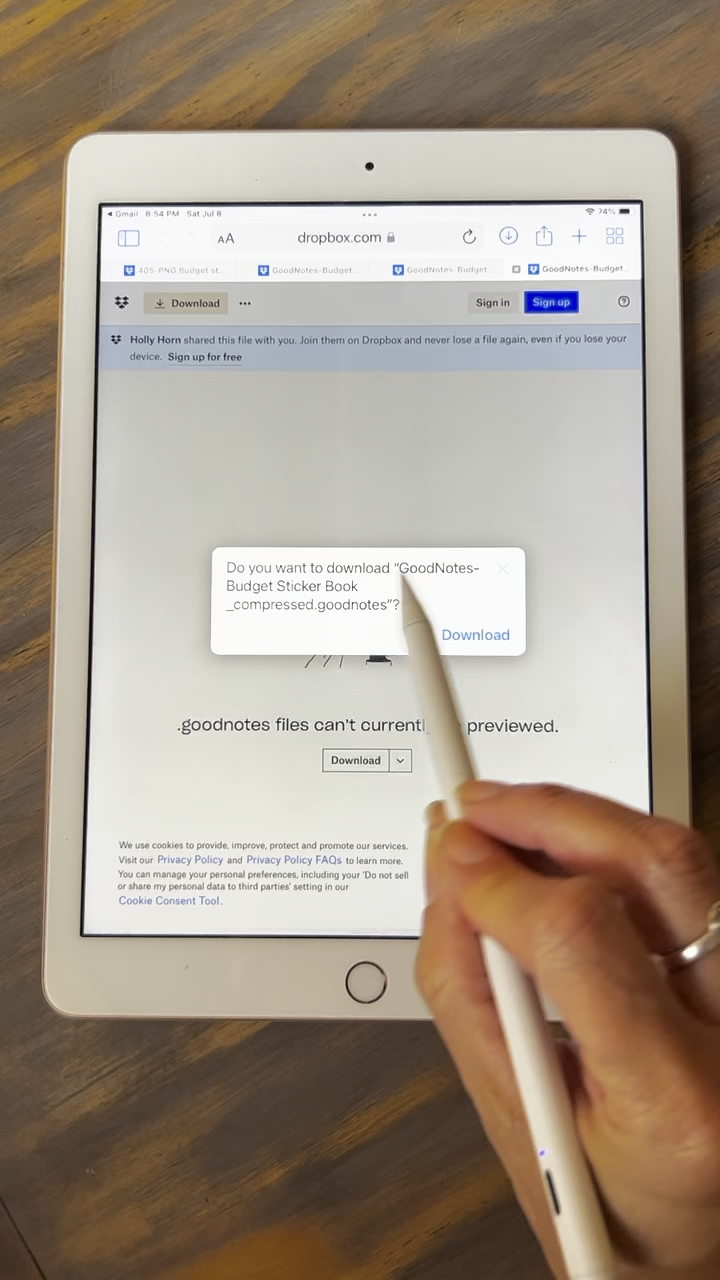 Gmail 8:54 PM Sat Jul 8
74%
AA
dropbox.com
405-PNG Budget st...
GoodNotes-Budget...
GoodNotes-Budget...
GoodNotes-Budget...
Download
Sign in
Sign up
Holly Horn shared this file with you. Join them on Dropbox and never lose a file again, even if you lose your
device. Sign up for free
Do you want to download “GoodNotes-
Budget Sticker Book
_compressed.goodnotes”?
Download
.goodnotes files can’t currentl previewed.
Download
We use cookies to provide, improve, protect and promote our services.
Visit our Privacy Policy and Privacy Policy FAQs to learn more.
You can manage your personal preferences, including your ‘Do not sell
or share my personal data to third parties’ setting in our
Cookie Consent Tool.